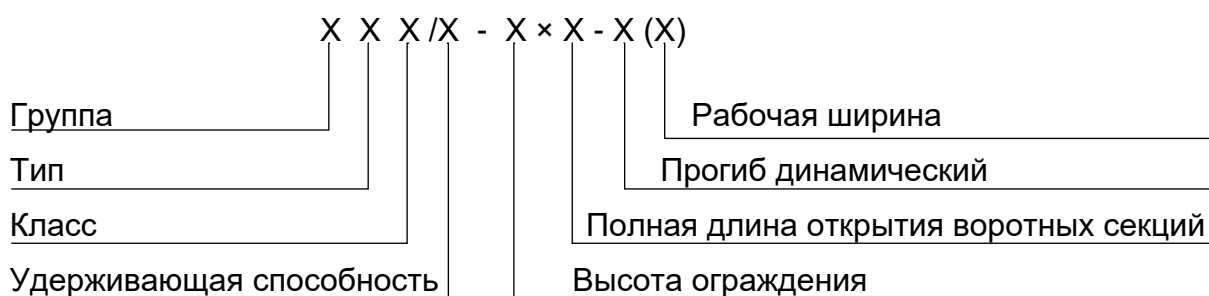 Х Х Х /Х - Х × Х - Х (Х)
Группа
Рабочая ширина
Тип
Прогиб динамический
Класс
Полная длина открытия воротных секций
Удерживающая способность
Высота ограждения